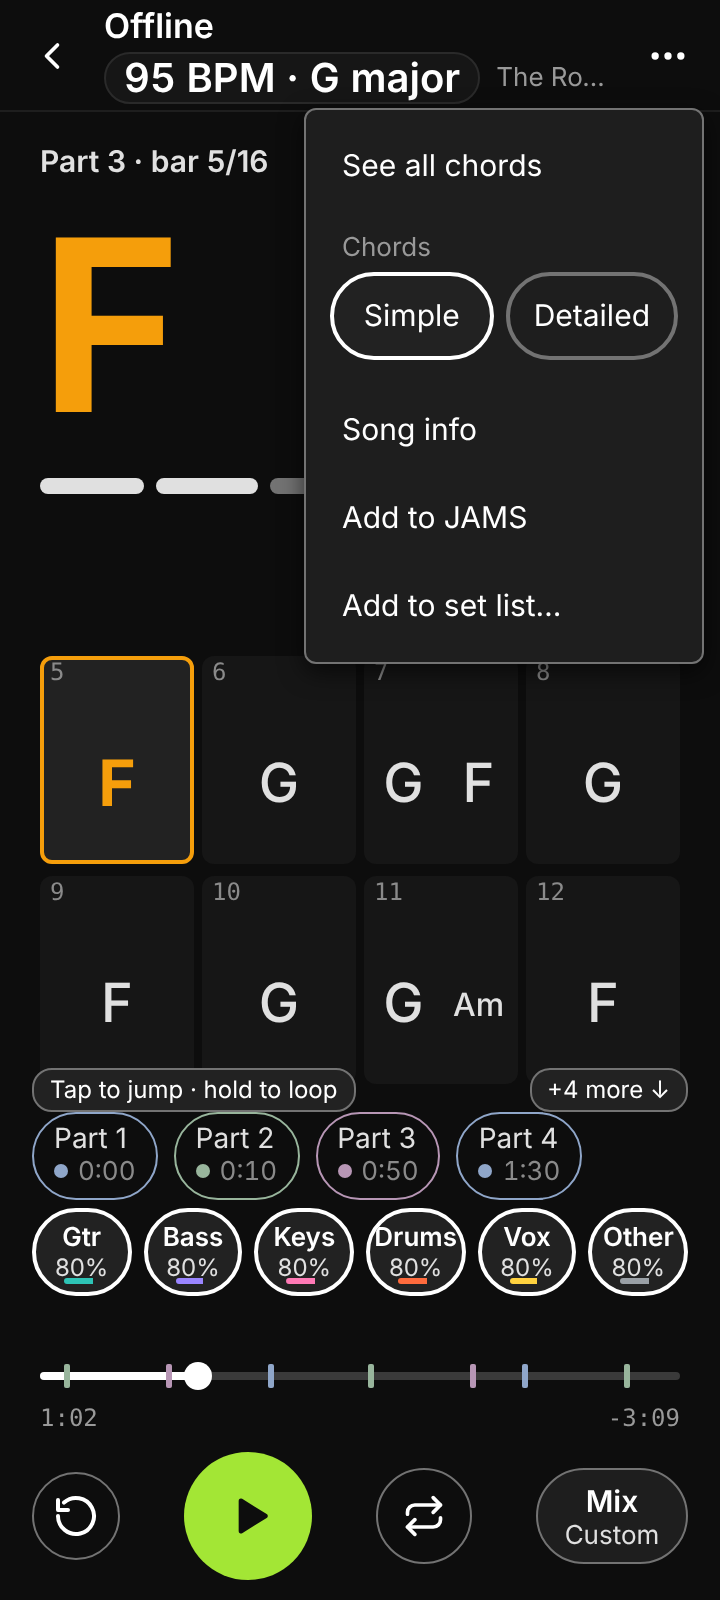 Offline
95 BPM · G major
The Ro...
Part 3 · bar 5/16
See all chords
Chords
Simple
Detailed
F
Song info
Add to JAMS
Add to set list...
5
6
7
8
F
G
G F
G
9
10
11
12
F
G
G Am
F
Tap to jump · hold to loop
+4 more ↓
Part 1
0:00
Part 2
0:10
Part 3
0:50
Part 4
1:30
Gtr
80%
Bass
80%
Keys
80%
Drums
80%
Vox
80%
Other
80%
1:02
-3:09
Mix
Custom